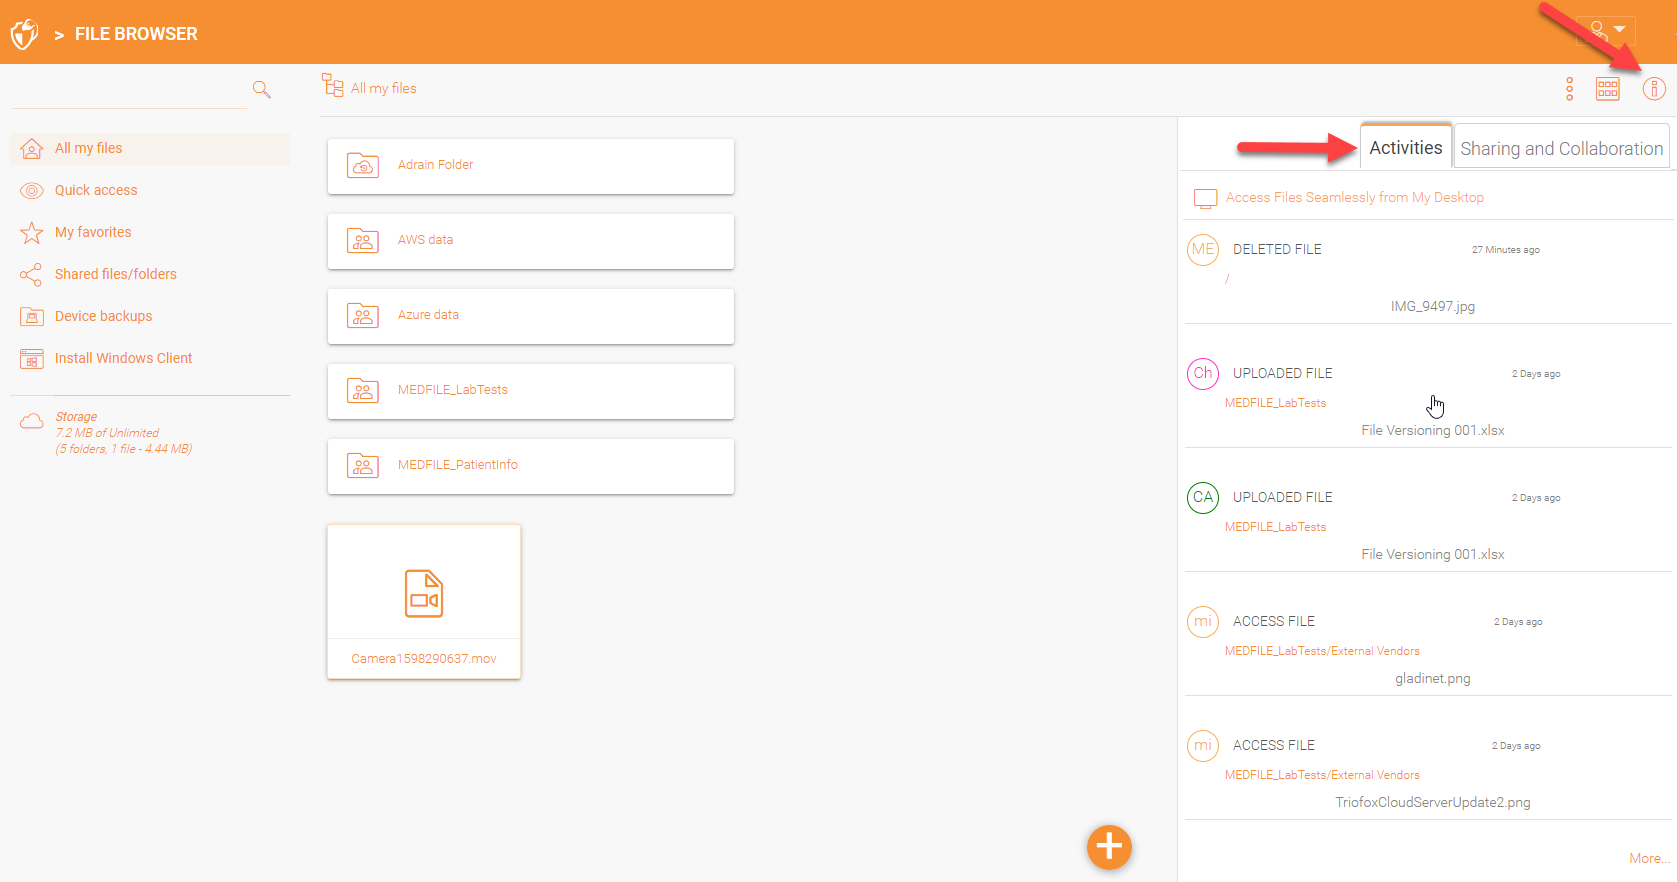 > FILE BROWSER
All my files
Quick access
My favorites
Shared files/folders
Device backups
Install Windows Client
Storage
7.2 MB of Unlimited
(5 folders, 1 file - 4.44 MB)
All my files
Adrain Folder
AWS data
Azure data
MEDFILE_LabTests
MEDFILE_PatientInfo
Camera1598290637.mov
Activities
Sharing and Collaboration
Access Files Seamlessly from My Desktop
ME DELETED FILE 27 Minutes ago
/
IMG_9497.jpg
Ch UPLOADED FILE 2 Days ago
MEDFILE_LabTests
File Versioning 001.xlsx
CA UPLOADED FILE 2 Days ago
MEDFILE_LabTests
File Versioning 001.xlsx
mi ACCESS FILE 2 Days ago
MEDFILE_LabTests/External Vendors
gladinet.png
mi ACCESS FILE 2 Days ago
MEDFILE_LabTests/External Vendors
TriofoxCloudServerUpdate2.png
More...